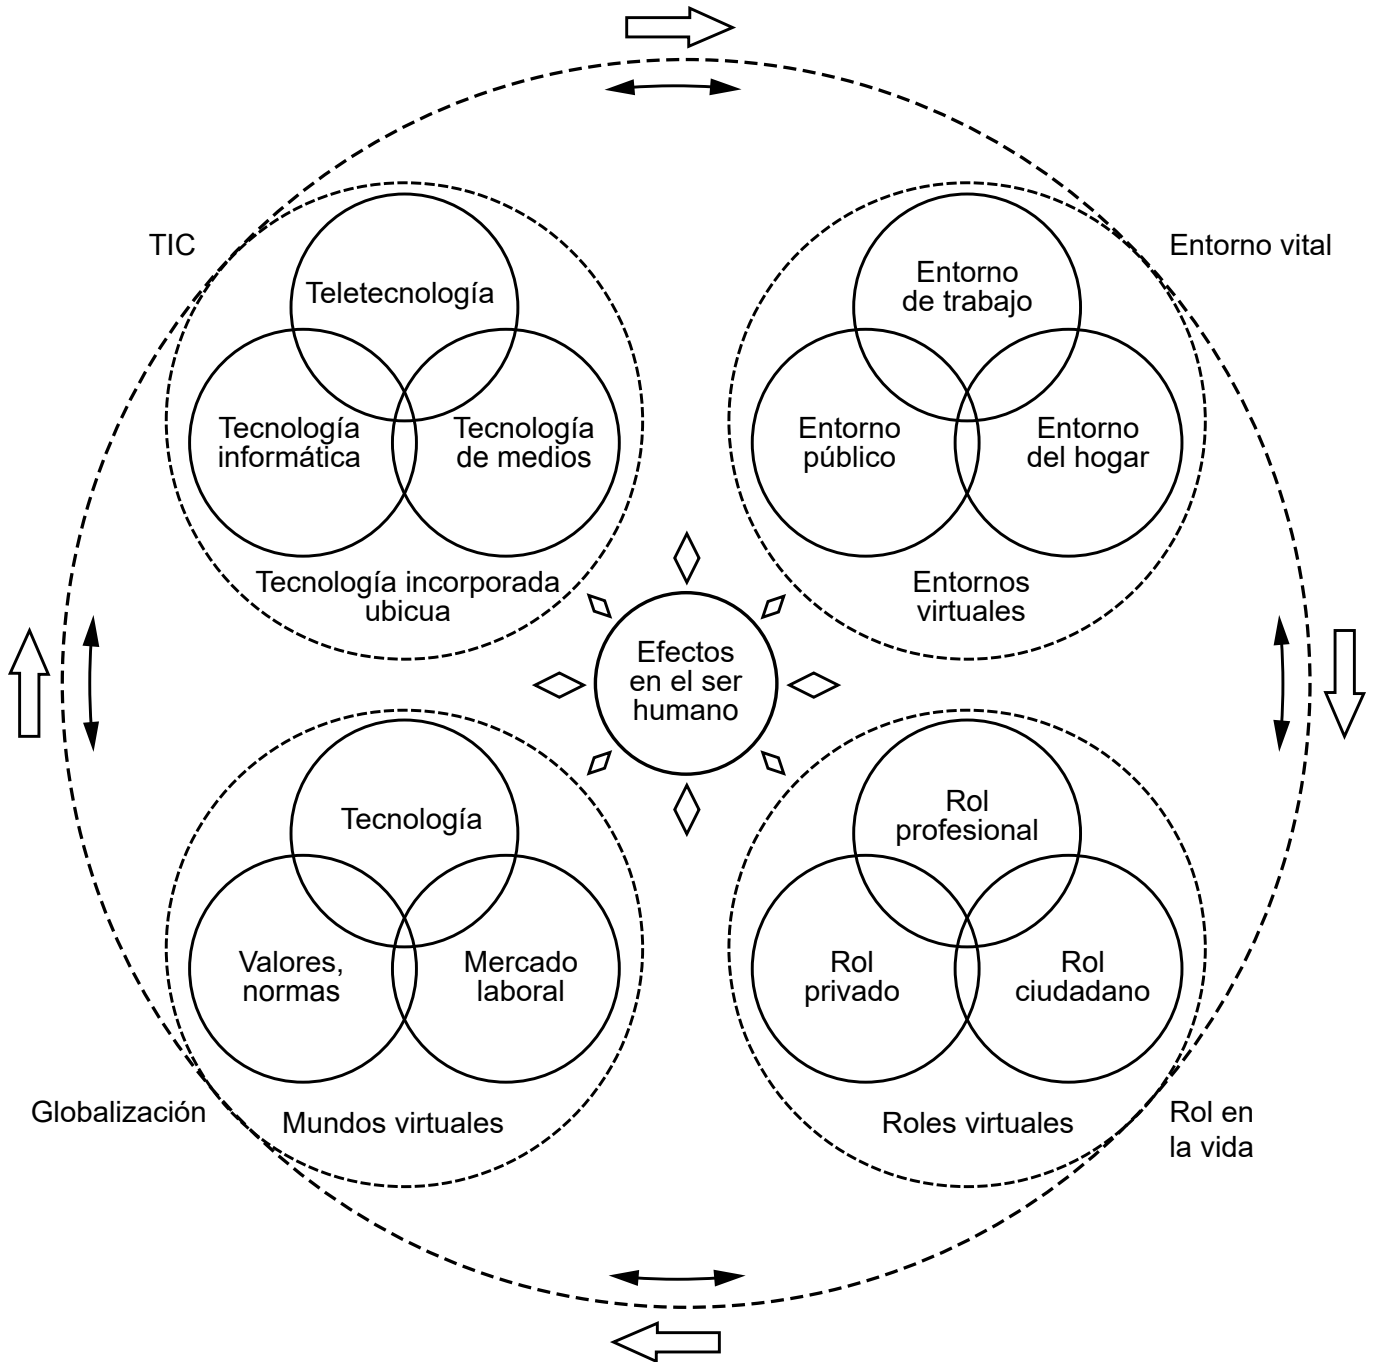 TIC
Teletecnología
Tecnología
informática
Tecnología
de medios
Tecnología incorporada
ubicua
Entorno vital
Entorno
de trabajo
Entorno
público
Entorno
del hogar
Entornos
virtuales
Efectos
en el ser
humano
Tecnología
Valores,
normas
Mercado
laboral
Mundos virtuales
Globalización
Rol
profesional
Rol
privado
Rol
ciudadano
Roles virtuales
Rol en
la vida